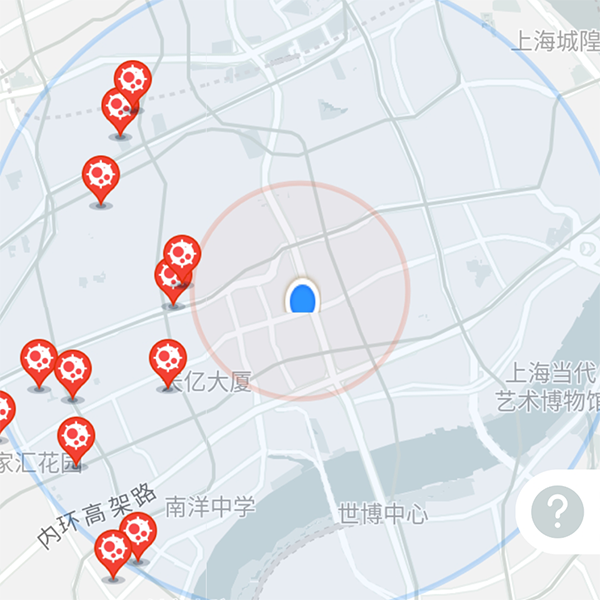 上海城隍
长亿大厦
上海当代
艺术博物馆
家汇花园
内环高架路
南洋中学
世博中心
?